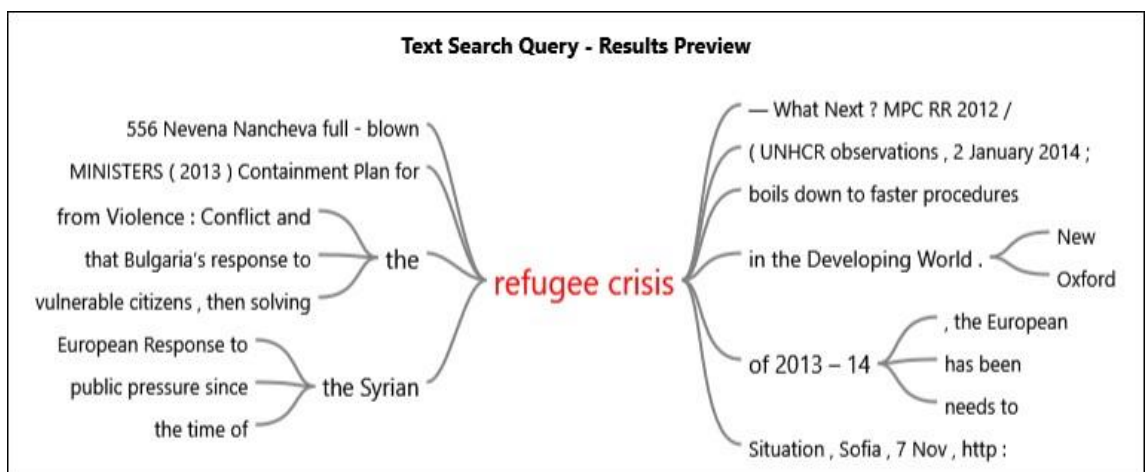 Text Search Query - Results Preview
556 Nevena Nancheva full - blown
MINISTERS ( 2013 ) Containment Plan for
from Violence : Conflict and
that Bulgaria's response to
vulnerable citizens , then solving
the
European Response to
public pressure since
the time of
the Syrian
refugee crisis
— What Next ? MPC RR 2012 /
( UNHCR observations , 2 January 2014 ;
boils down to faster procedures
in the Developing World .
New
Oxford
of 2013 – 14
, the European
has been
needs to
Situation , Sofia , 7 Nov , http :